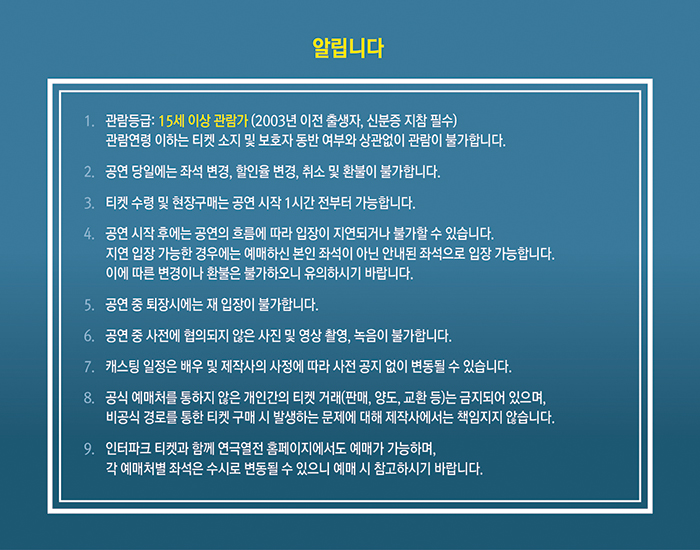 알립니다
1. 관람등급: 15세 이상 관람가 (2003년 이전 출생자, 신분증 지참 필수)
관람연령 이하는 티켓 소지 및 보호자 동반 여부와 상관없이 관람이 불가합니다.
2. 공연 당일에는 좌석 변경, 할인율 변경, 취소 및 환불이 불가합니다.
3. 티켓 수령 및 현장구매는 공연 시작 1시간 전부터 가능합니다.
4. 공연 시작 후에는 공연의 흐름에 따라 입장이 지연되거나 불가할 수 있습니다.
지연 입장 가능한 경우에는 예매하신 본인 좌석이 아닌 안내된 좌석으로 입장 가능합니다.
이에 따른 변경이나 환불은 불가하오니 유의하시기 바랍니다.
5. 공연 중 퇴장시에는 재 입장이 불가합니다.
6. 공연 중 사전에 협의되지 않은 사진 및 영상 촬영, 녹음이 불가합니다.
7. 캐스팅 일정은 배우 및 제작사의 사정에 따라 사전 공지 없이 변동될 수 있습니다.
8. 공식 예매처를 통하지 않은 개인간의 티켓 거래(판매, 양도, 교환 등)는 금지되어 있으며,
비공식 경로를 통한 티켓 구매 시 발생하는 문제에 대해 제작사에서는 책임지지 않습니다.
9. 인터파크 티켓과 함께 연극열전 홈페이지에서도 예매가 가능하며,
각 예매처별 좌석은 수시로 변동될 수 있으니 예매 시 참고하시기 바랍니다.